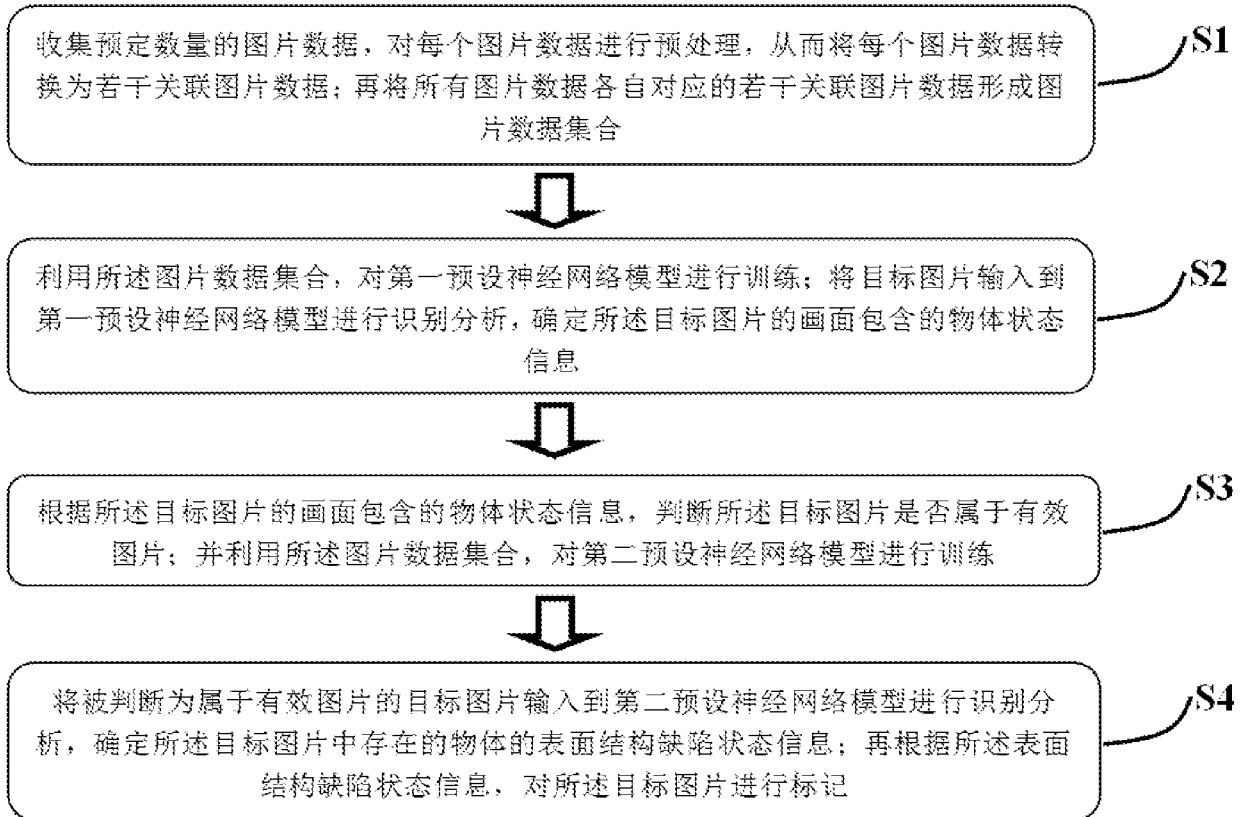 收集预定数量的图片数据，对每个图片数据进行预处理，从而将每个图片数据转
换为若干关联图片数据；再将所有图片数据各自对应的若干关联图片数据形成图
片数据集合
S1
利用所述图片数据集合，对第一预设神经网络模型进行训练；将目标图片输入到
第一预设神经网络模型进行识别分析，确定所述目标图片的画面包含的物体状态
信息
S2
根据所述目标图片的画面包含的物体状态信息，判断所述目标图片是否属于有效
图片；并利用所述图片数据集合，对第二预设神经网络模型进行训练
S3
将被判断为属于有效图片的目标图片输入到第二预设神经网络模型进行识别分
析，确定所述目标图片中存在的物体的表面结构缺陷状态信息；再根据所述表面
结构缺陷状态信息，对所述目标图片进行标记
S4